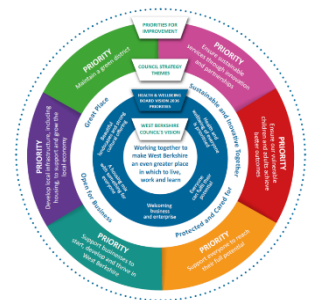 PRIORITIES FOR
IMPROVEMENT
COUNCIL STRATEGY
THEMES
HEALTH & WELLBEING
BOARD VISION 2036
PRIORITIES
WEST BERKSHIRE
COUNCIL'S VISION
Working together to
make West Berkshire
an even greater place
in which to live,
work and learn
PRIORITY
Maintain a green district
PRIORITY
Ensure sustainable
services through innovation
and partnerships
PRIORITY
Ensure our vulnerable
children and adults achieve
better outcomes
PRIORITY
Support everyone to reach
their full potential
PRIORITY
Support businesses to
start, develop and thrive in
West Berkshire
PRIORITY
Develop local infrastructure, including
housing, to support and grow the
local economy
Great Place
Sustainable and Innovative Together
Protected and Cared for
Open for Business
Welcoming
business
and enterprise